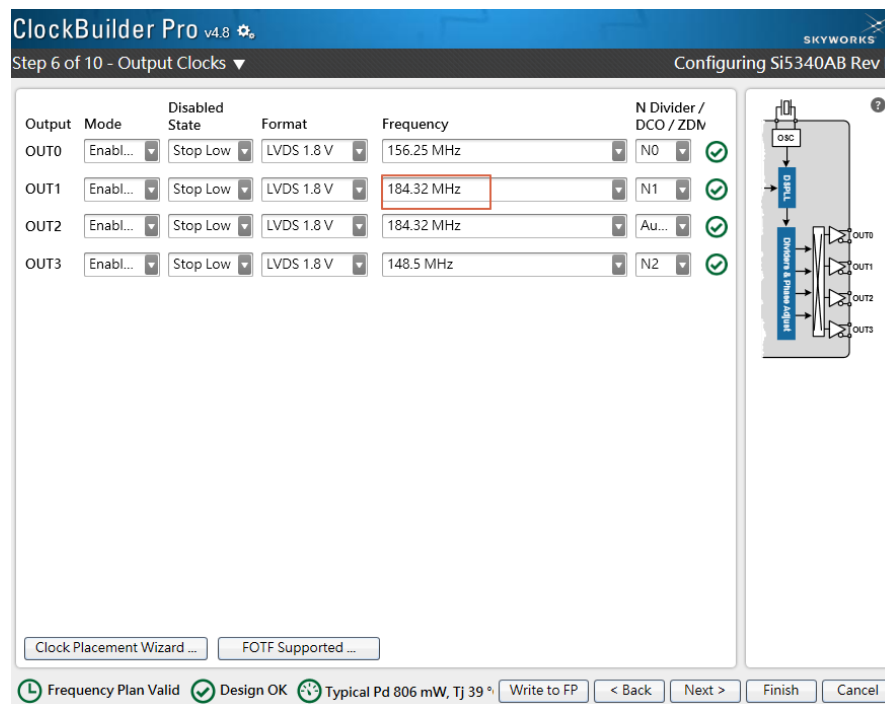 ClockBuilder Pro v4.8
SKYWORKS
Step 6 of 10 - Output Clocks ▼ Configuring Si5340AB Rev
Output Mode Disabled State Format Frequency N Divider / DCO / ZDM
OUT0 Enabl... Stop Low LVDS 1.8 V 156.25 MHz N0
OUT1 Enabl... Stop Low LVDS 1.8 V 184.32 MHz N1
OUT2 Enabl... Stop Low LVDS 1.8 V 184.32 MHz Au...
OUT3 Enabl... Stop Low LVDS 1.8 V 148.5 MHz N2
?
OSC
DSPLL
Dividers & Phase Adjust
OUT0
OUT1
OUT2
OUT3
Clock Placement Wizard ... FOTF Supported ...
Frequency Plan Valid Design OK Typical Pd 806 mW, Tj 39 ° Write to FP < Back Next > Finish Cancel